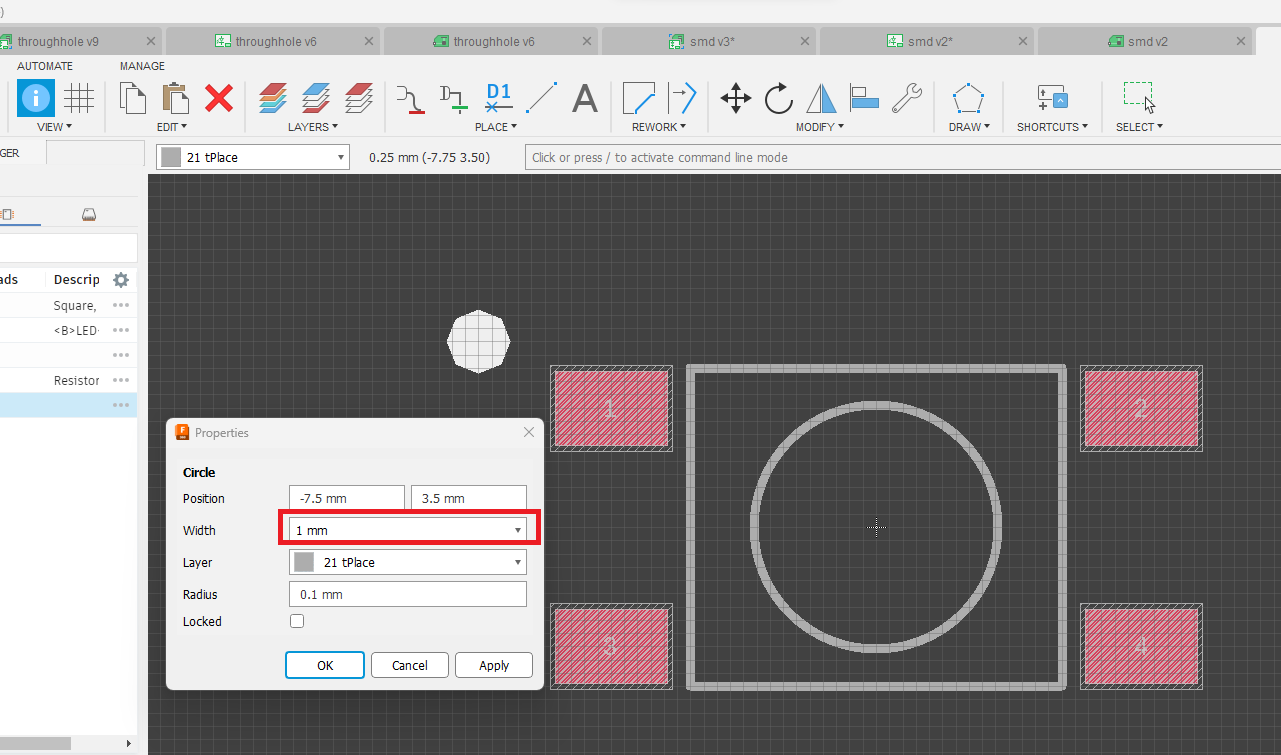 )
throughhole v9
throughhole v6
throughhole v6
smd v3*
smd v2*
smd v2
AUTOMATE
MANAGE
D1
VIEW
EDIT
LAYERS
PLACE
REWORK
MODIFY
DRAW
SHORTCUTS
SELECT
GER
21 tPlace
0.25 mm (-7.75 3.50)
Click or press / to activate command line mode
ads
Descrip
Square,
<B>LED
Resistor
1
2
3
4
Properties
Circle
Position
-7.5 mm
3.5 mm
Width
1 mm
Layer
21 tPlace
Radius
0.1 mm
Locked
OK
Cancel
Apply